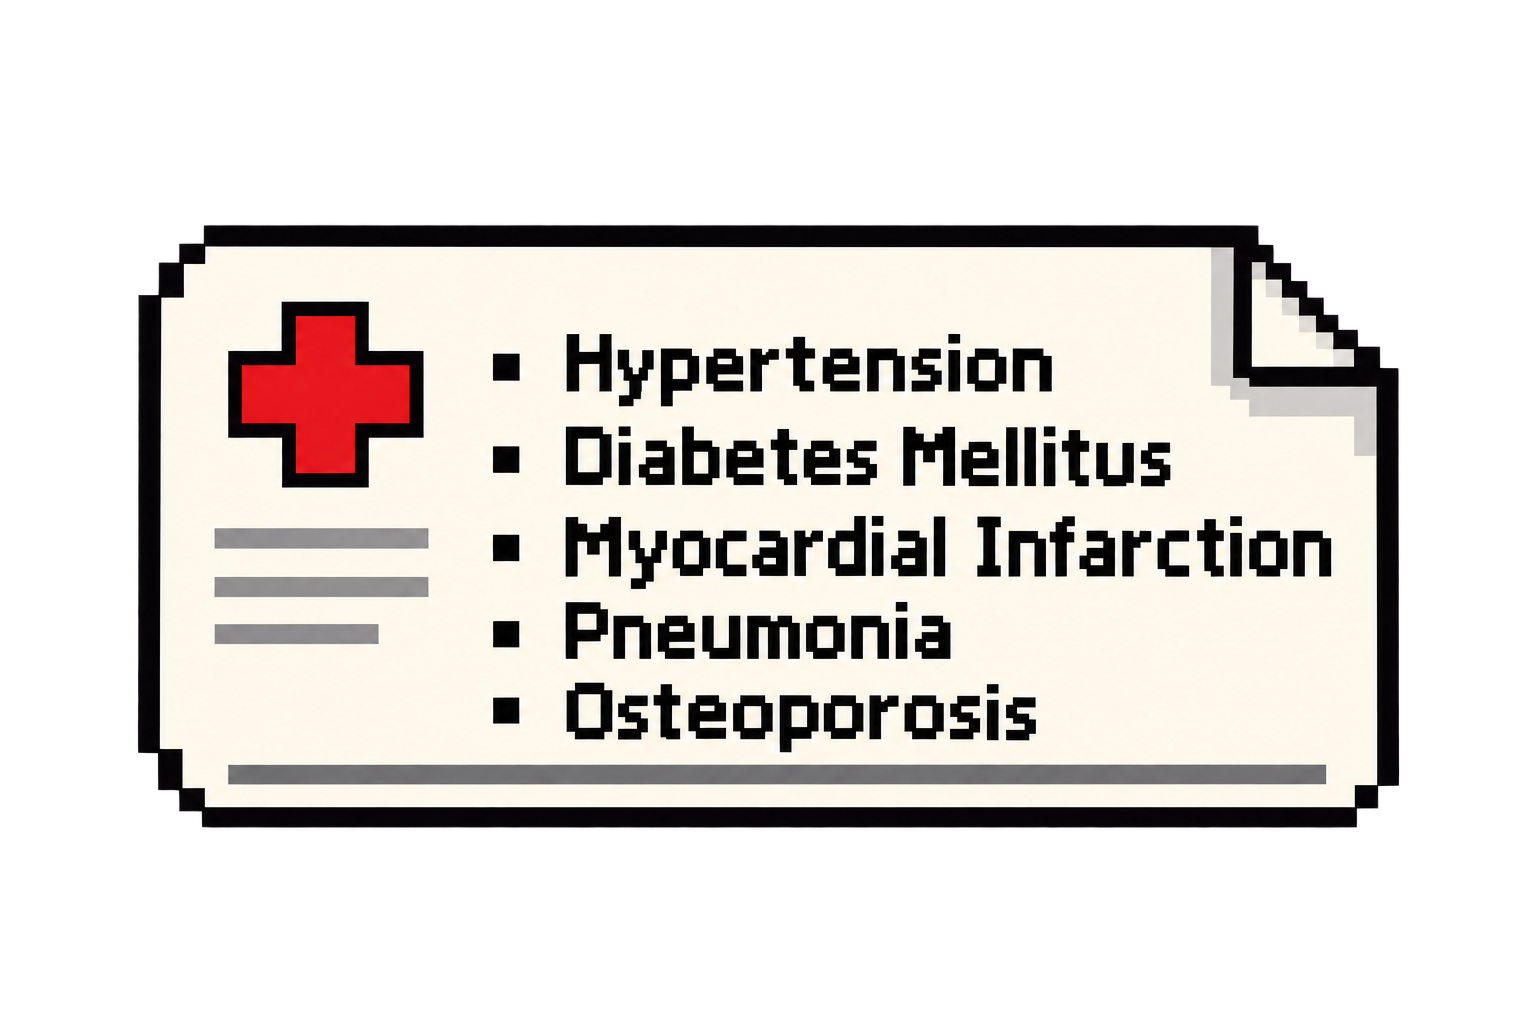 ▪ Hypertension
▪ Diabetes Mellitus
▪ Myocardial Infarction
▪ Pneumonia
▪ Osteoporosis